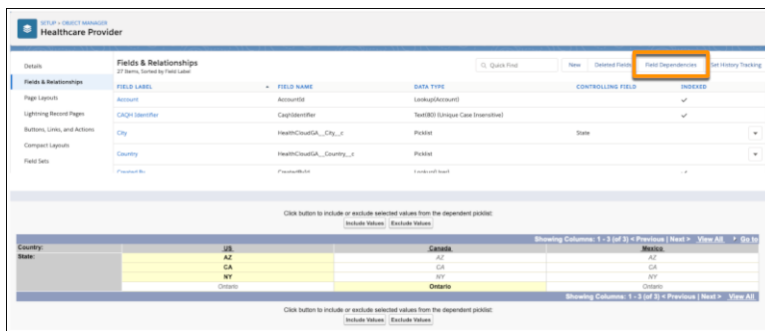 SETUP > OBJECT MANAGER
Healthcare Provider
Details
Fields & Relationships
Page Layouts
Lightning Record Pages
Buttons, Links, and Actions
Compact Layouts
Field Sets
Fields & Relationships
27 Items, Sorted by Field Label
Quick Find
New Deleted Fields Field Dependencies Set History Tracking
FIELD LABEL FIELD NAME DATA TYPE CONTROLLING FIELD INDEXED
Account AccountId Lookup(Account)
CAQH Identifier CaqhIdentifier Text(80) (Unique Case Insensitive)
City HealthCloudGA__City__c Picklist State
Country HealthCloudGA__Country__c Picklist
Created By CreatedById Lookup(User)
Click button to include or exclude selected values from the dependent picklist:
Include Values Exclude Values
Showing Columns: 1 - 3 (of 3) < Previous | Next > View All Go to
Country: US Canada Mexico
State: AZ AZ AZ
CA CA CA
NY NY NY
Ontario Ontario Ontario
Showing Columns: 1 - 3 (of 3) < Previous | Next > View All
Click button to include or exclude selected values from the dependent picklist:
Include Values Exclude Values